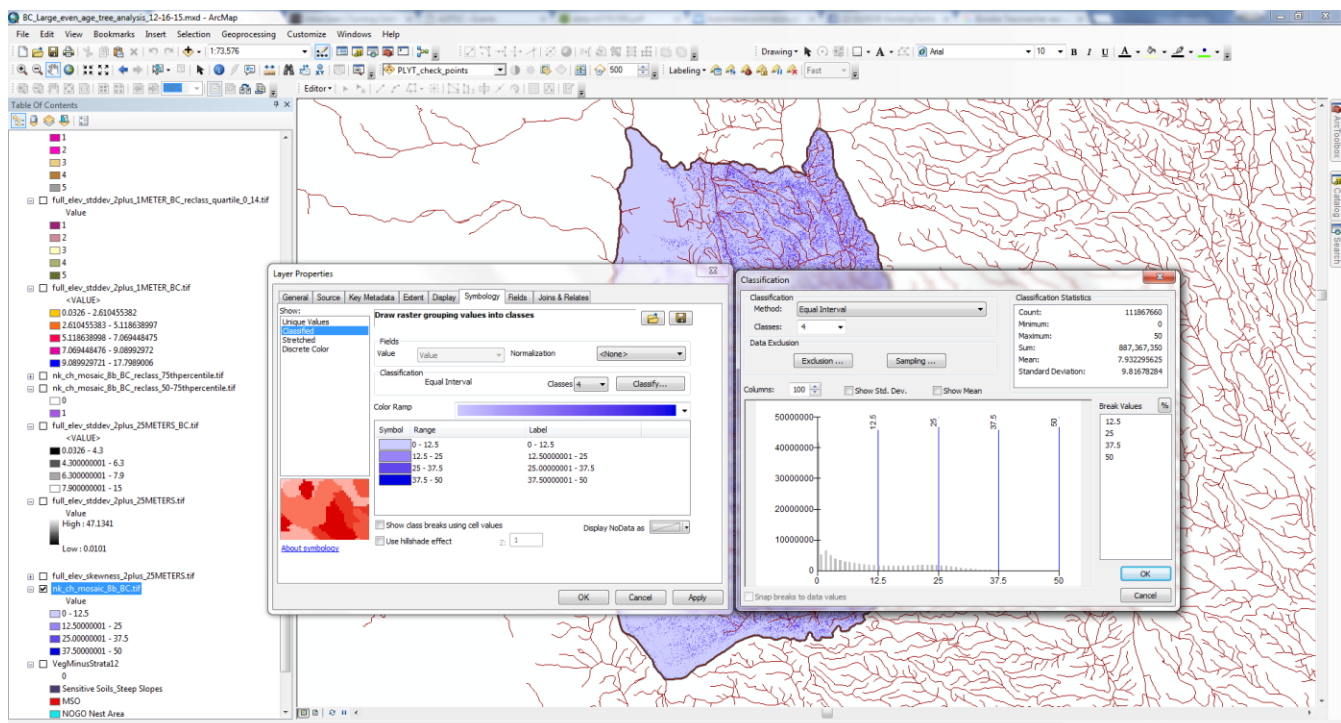 BC_Large_even_age_tree_analysis_12-16-15.mxd - ArcMap
File Edit View Bookmarks Insert Selection Geoprocessing Customize Windows Help
1:73,576
Drawing
Arial
10
B I U A
PLYT_check_points
500
Labeling
Fast
Editor
Table Of Contents
1
2
3
4
5
full_elev_stddev_2plus_1METER_BC_reclass_quartile_0_14.tif
Value
1
2
3
4
5
full_elev_stddev_2plus_1METER_BC.tif
<VALUE>
0.0326 - 2.610455382
2.610455383 - 5.118638997
5.118638998 - 7.069448475
7.069448476 - 9.08992972
9.089929721 - 17.7989006
nk_ch_mosaic_8b_BC_reclass_75thpercentile.tif
nk_ch_mosaic_8b_BC_reclass_50-75thpercentile.tif
0
1
full_elev_stddev_2plus_25METERS_BC.tif
<VALUE>
0.0326 - 4.3
4.300000001 - 6.3
6.300000001 - 7.9
7.900000001 - 15
full_elev_stddev_2plus_25METERS.tif
Value
High : 47.1341
Low : 0.0101
full_elev_skewness_2plus_25METERS.tif
nk_ch_mosaic_8b_BC.tif
Value
0 - 12.5
12.50000001 - 25
25.00000001 - 37.5
37.50000001 - 50
VegMinusStrata12
0
Sensitive Soils_Steep Slopes
MSO
NOGO Nest Area
Layer Properties
General Source Key Metadata Extent Display Symbology Fields Joins & Relates
Show:
Unique Values
Classified
Stretched
Discrete Color
About symbology
Draw raster grouping values into classes
Fields
Value Value Normalization <None>
Classification
Equal Interval Classes 4 Classify...
Color Ramp
Symbol Range Label
0 - 12.5 0 - 12.5
12.5 - 25 12.50000001 - 25
25 - 37.5 25.00000001 - 37.5
37.5 - 50 37.50000001 - 50
Show class breaks using cell values
Display NoData as
Use hillshade effect Z: 1
OK Cancel Apply
Classification
Classification
Method: Equal Interval
Classes: 4
Data Exclusion
Exclusion ... Sampling ...
Classification Statistics
Count: 111867660
Minimum: 0
Maximum: 50
Sum: 887,367,350
Mean: 7.932295625
Standard Deviation: 9.81678284
Columns: 100 Show Std. Dev. Show Mean
Break Values %
12.5
25
37.5
50
50000000
40000000
30000000
20000000
10000000
0
12.5 25 37.5 50
0 12.5 25 37.5 50
Snap breaks to data values
OK
Cancel
ArcToolbox
Catalog
Search